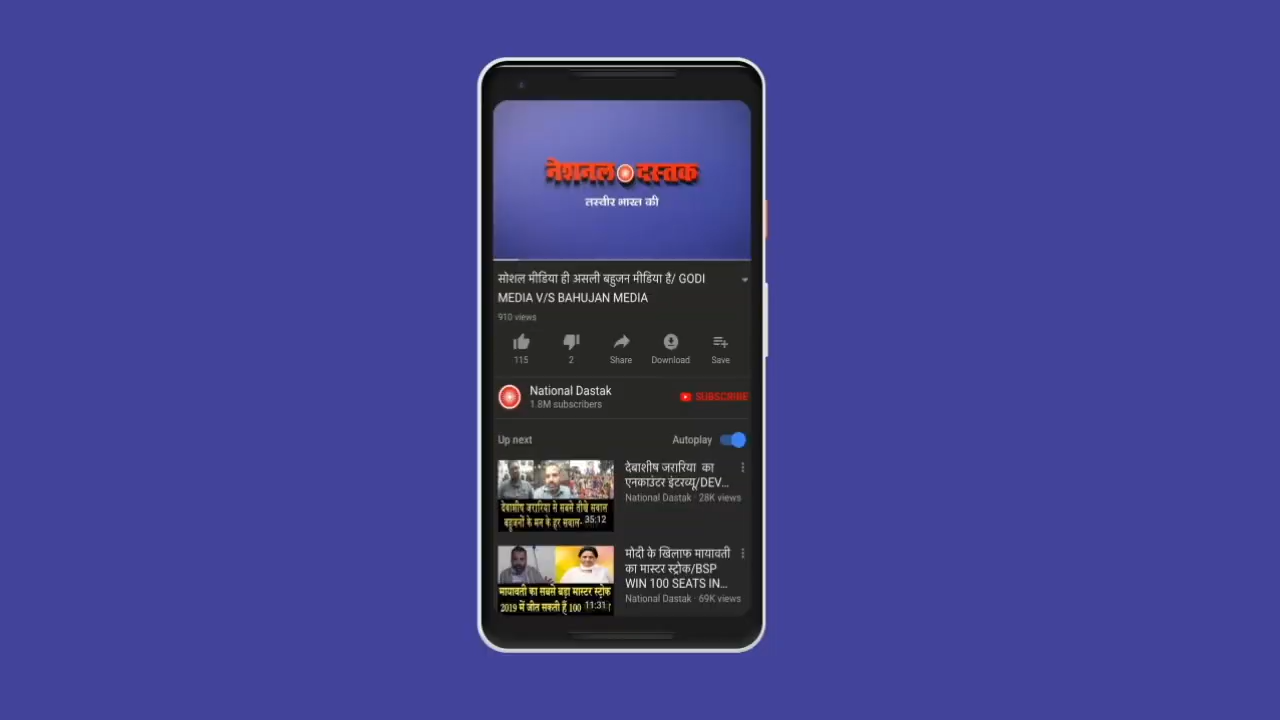 नेशनल दस्तक
तस्वीर भारत की
सोशल मीडिया ही असली बहुजन मीडिया है/ GODI
MEDIA V/S BAHUJAN MEDIA
910 views
115 2 Share Download Save
National Dastak
1.8M subscribers
SUBSCRIBE
Up next Autoplay
देबाशीष जरारिया का
एनकाउंटर इंटरव्यू/DEV...
National Dastak · 28K views
देबाशीष जरारिया से सबसे तीखे सवाल
बहुजनों के मन के हर सवाल-
35:12
मोदी के खिलाफ मायावती
का मास्टर स्ट्रोक/BSP
WIN 100 SEATS IN...
National Dastak · 69K views
मायावती का सबसे बड़ा मास्टर स्ट्रोक
2019 में जीत सकती हैं 100
11:31